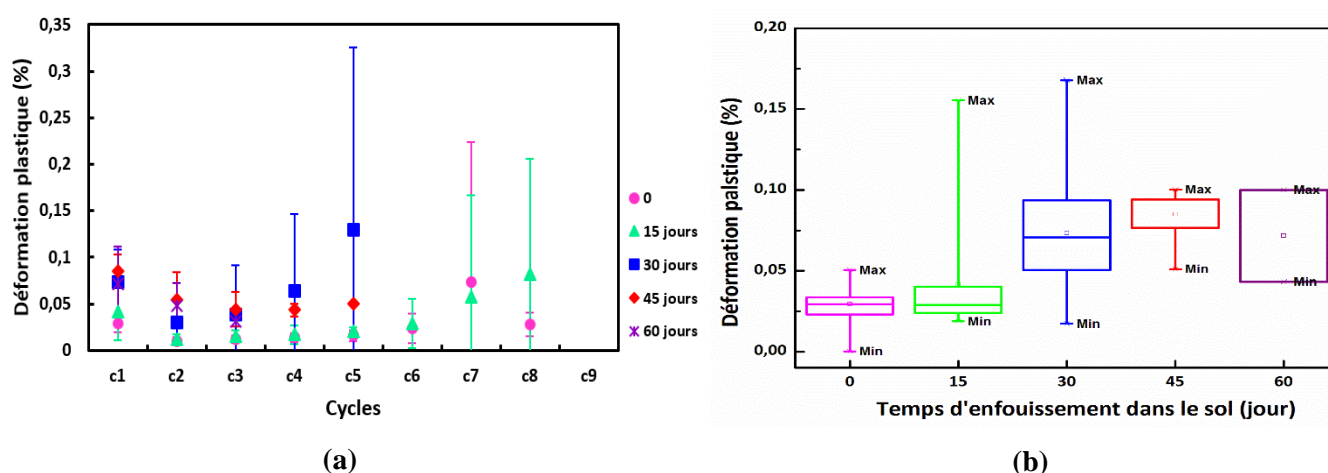 Déformation plastique (%)
0,35
0,3
0,25
0,2
0,15
0,1
0,05
0
c1 c2 c3 c4 c5 c6 c7 c8 c9
Cycles
0
15 jours
30 jours
45 jours
60 jours
(a)
Déformation palstique (%)
0,20
0,15
0,10
0,05
0,00
Max
Min
Max
Min
Max
Min
Max
Min
Max
Min
0 15 30 45 60
Temps d'enfouissement dans le sol (jour)
(b)